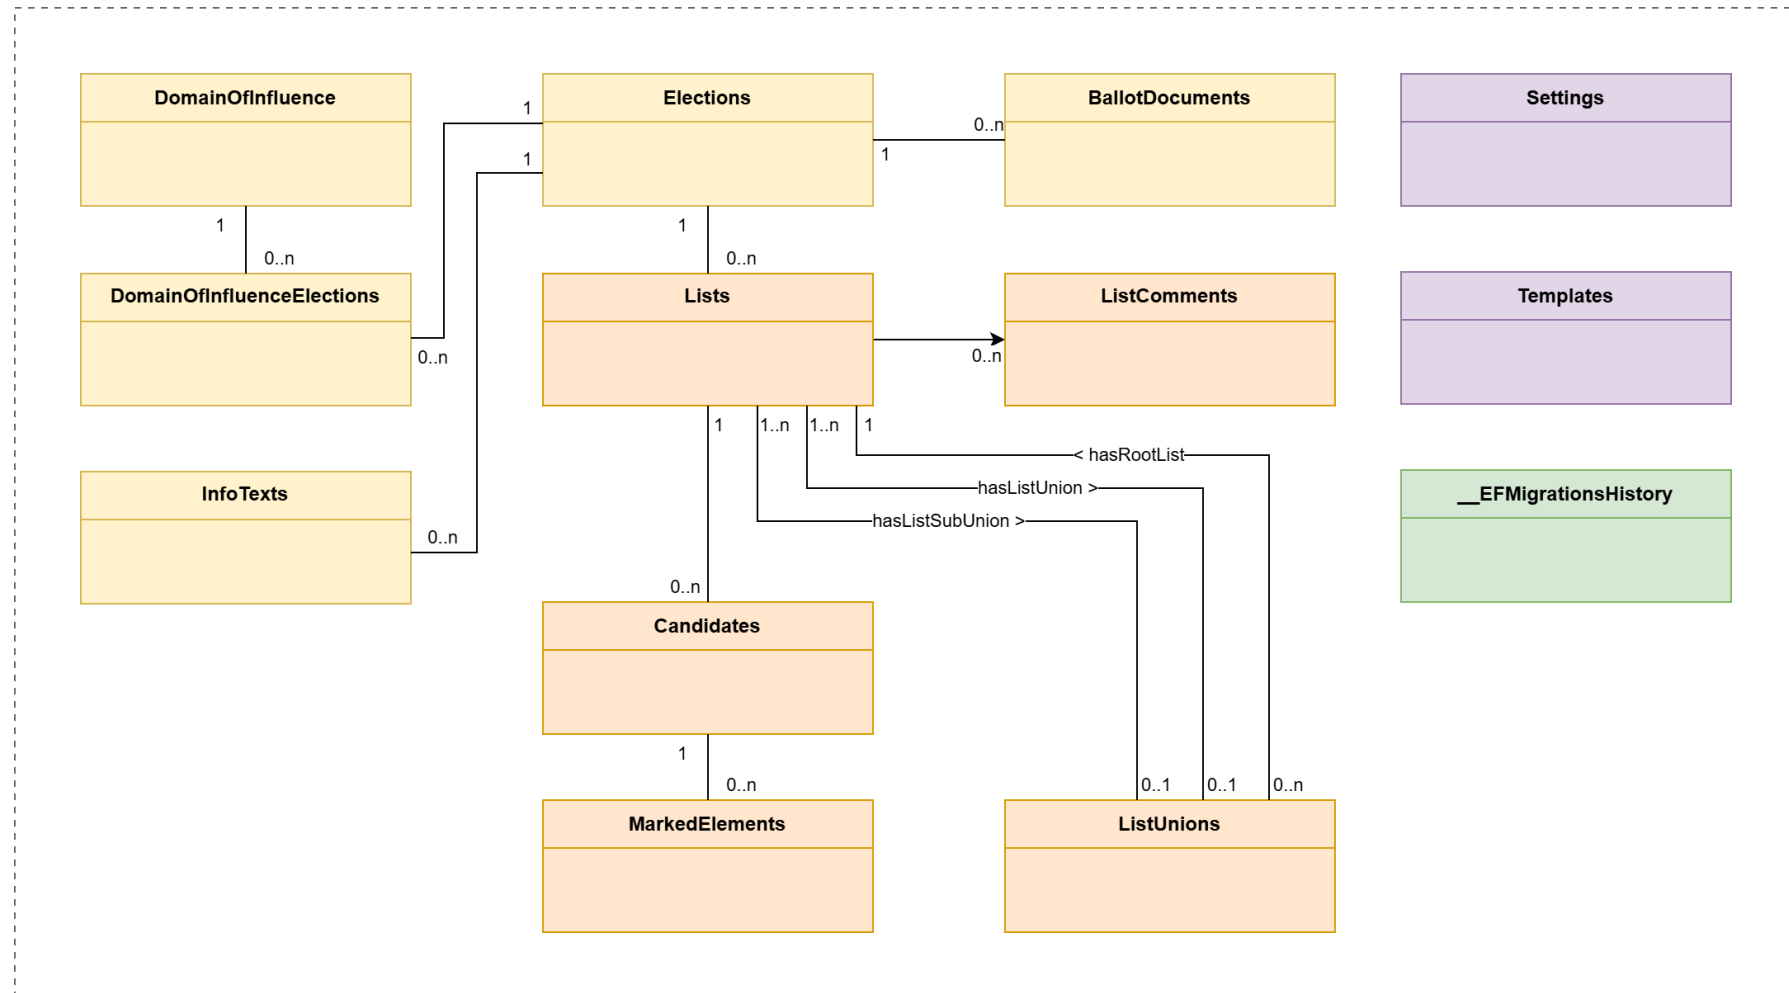 DomainOfInfluence
Elections
BallotDocuments
Settings
1
1
0..n
1
1
0..n
1
0..n
DomainOfInfluenceElections
Lists
ListComments
Templates
0..n
0..n
1
1..n
1..n
1
< hasRootList
hasListUnion >
hasListSubUnion >
InfoTexts
__EFMigrationsHistory
0..n
0..n
Candidates
1
0..n
0..1
0..1
0..n
MarkedElements
ListUnions